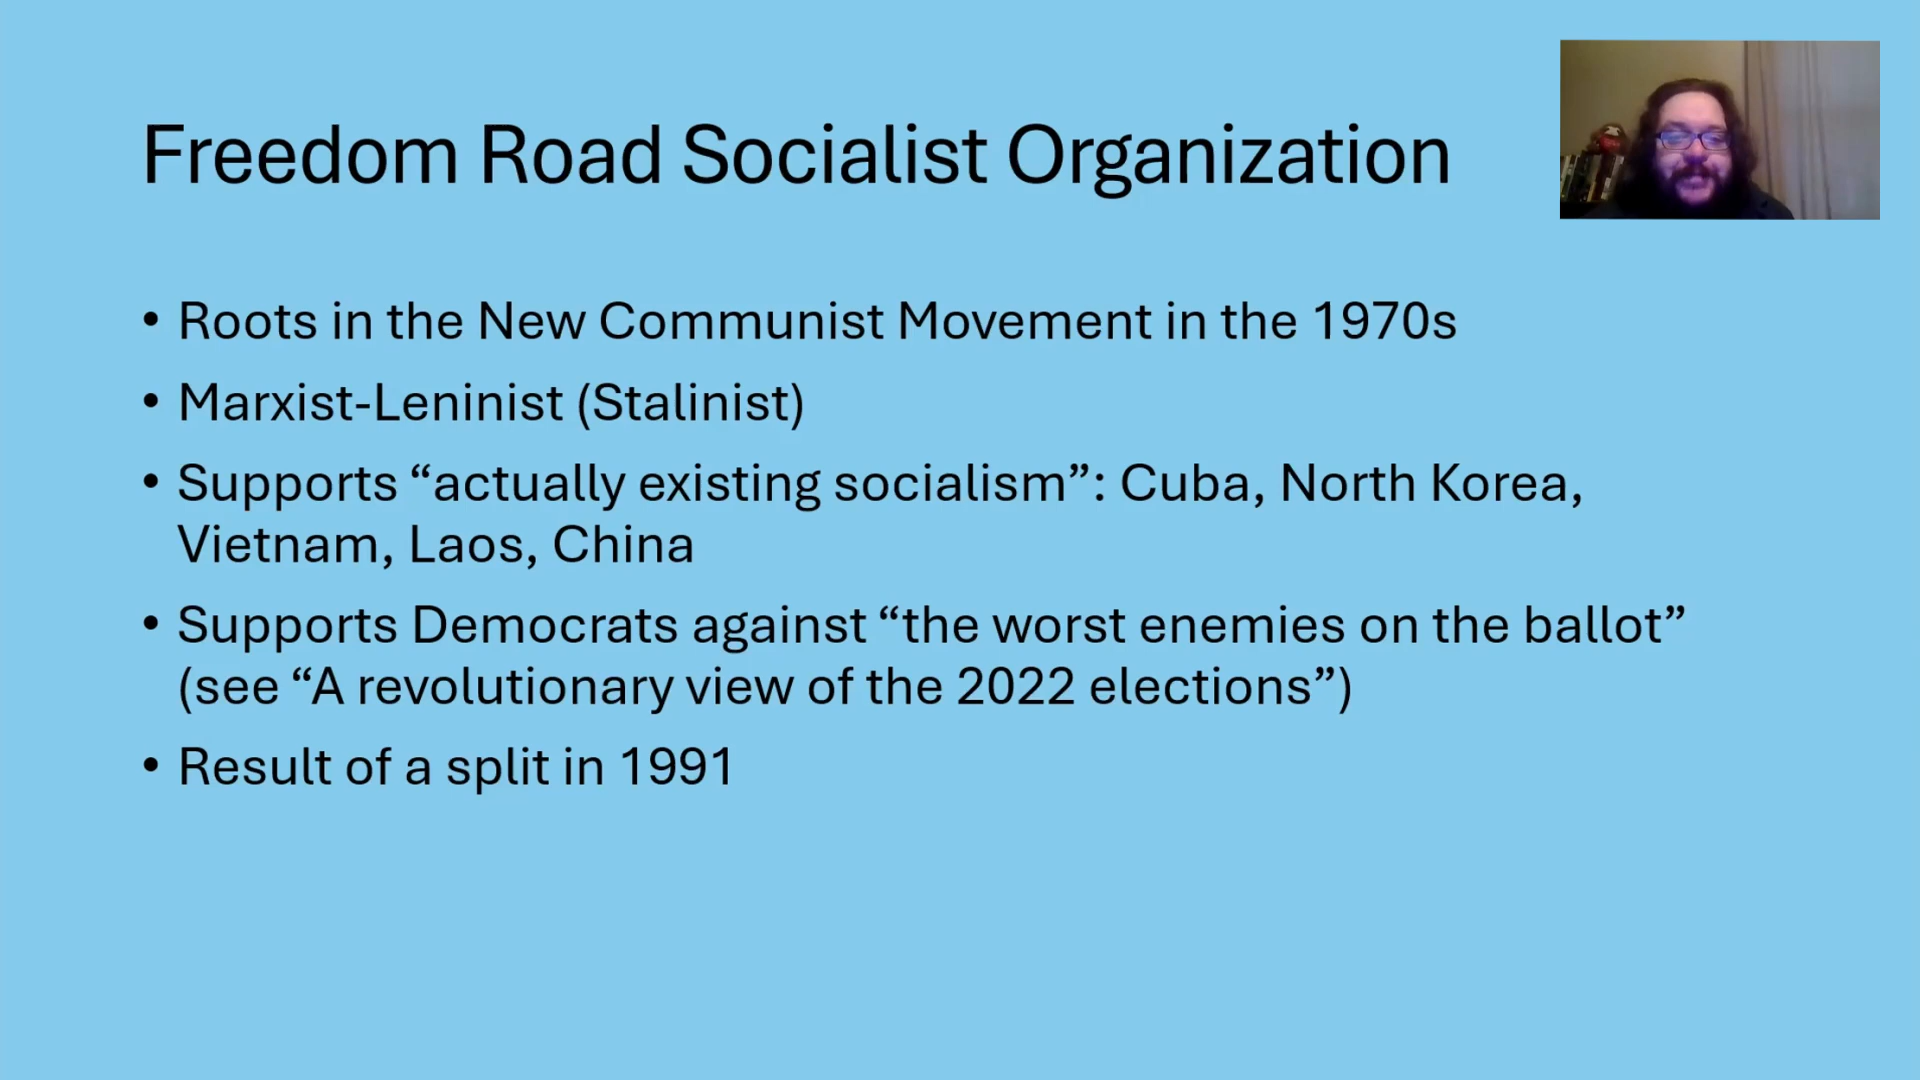 Freedom Road Socialist Organization
• Roots in the New Communist Movement in the 1970s
• Marxist-Leninist (Stalinist)
• Supports “actually existing socialism”: Cuba, North Korea,
Vietnam, Laos, China
• Supports Democrats against “the worst enemies on the ballot”
(see “A revolutionary view of the 2022 elections”)
• Result of a split in 1991